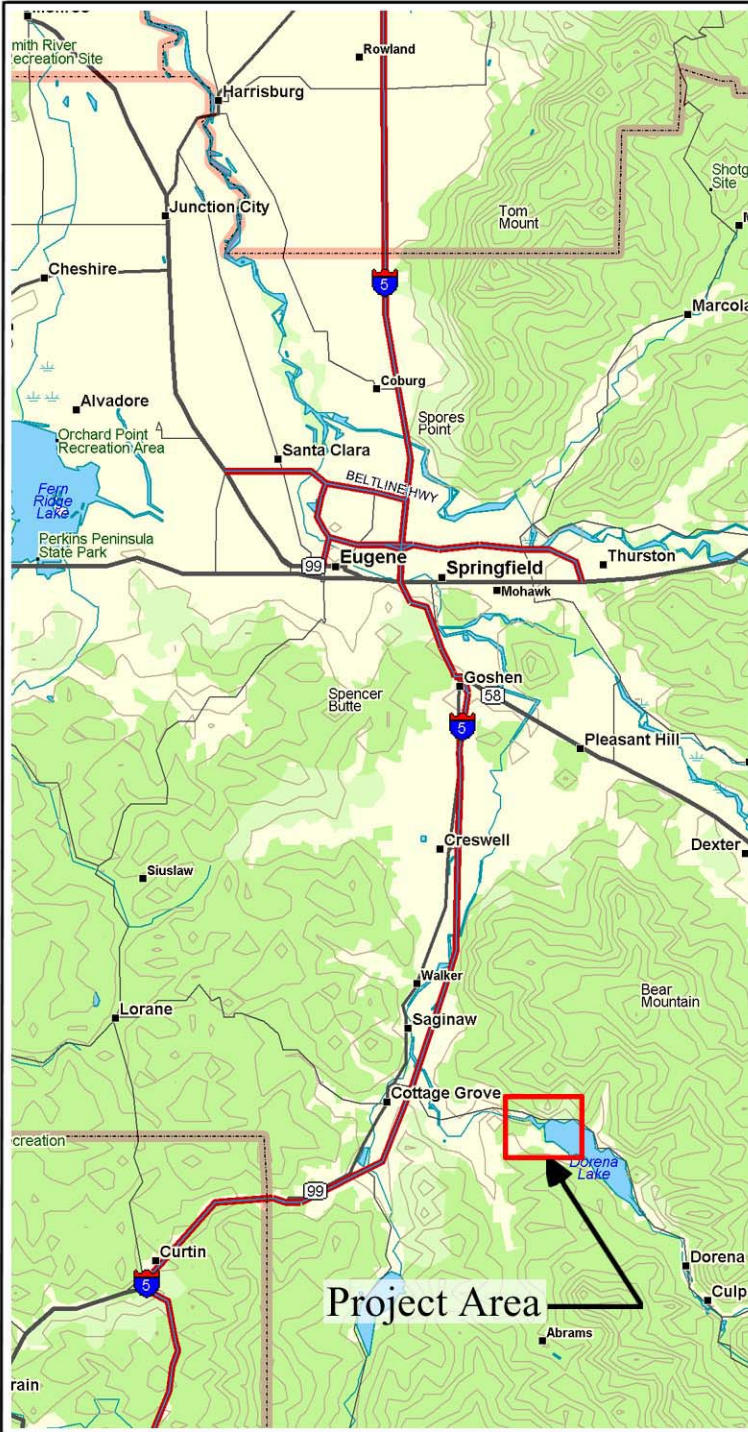 Monroe
Rowland
mith River
ecreation Site
Harrisburg
Shotg
Site
Tom
Mount
Junction City
Cheshire
5
Marcola
Coburg
Alvadore
Spores
Point
Orchard Point
Recreation Area
Santa Clara
BELTLINE HWY
Fern
Ridge
Lake
Perkins Peninsula
State Park
99
Eugene
Springfield
Thurston
Mohawk
Goshen
58
Spencer
Butte
5
Pleasant Hill
Creswell
Dexter
Siuslaw
Walker
Bear
Mountain
Lorane
Saginaw
Cottage Grove
ecreation
Dorena
Lake
99
Curtin
5
Dorena
Culp
Project Area
Abrams
rain